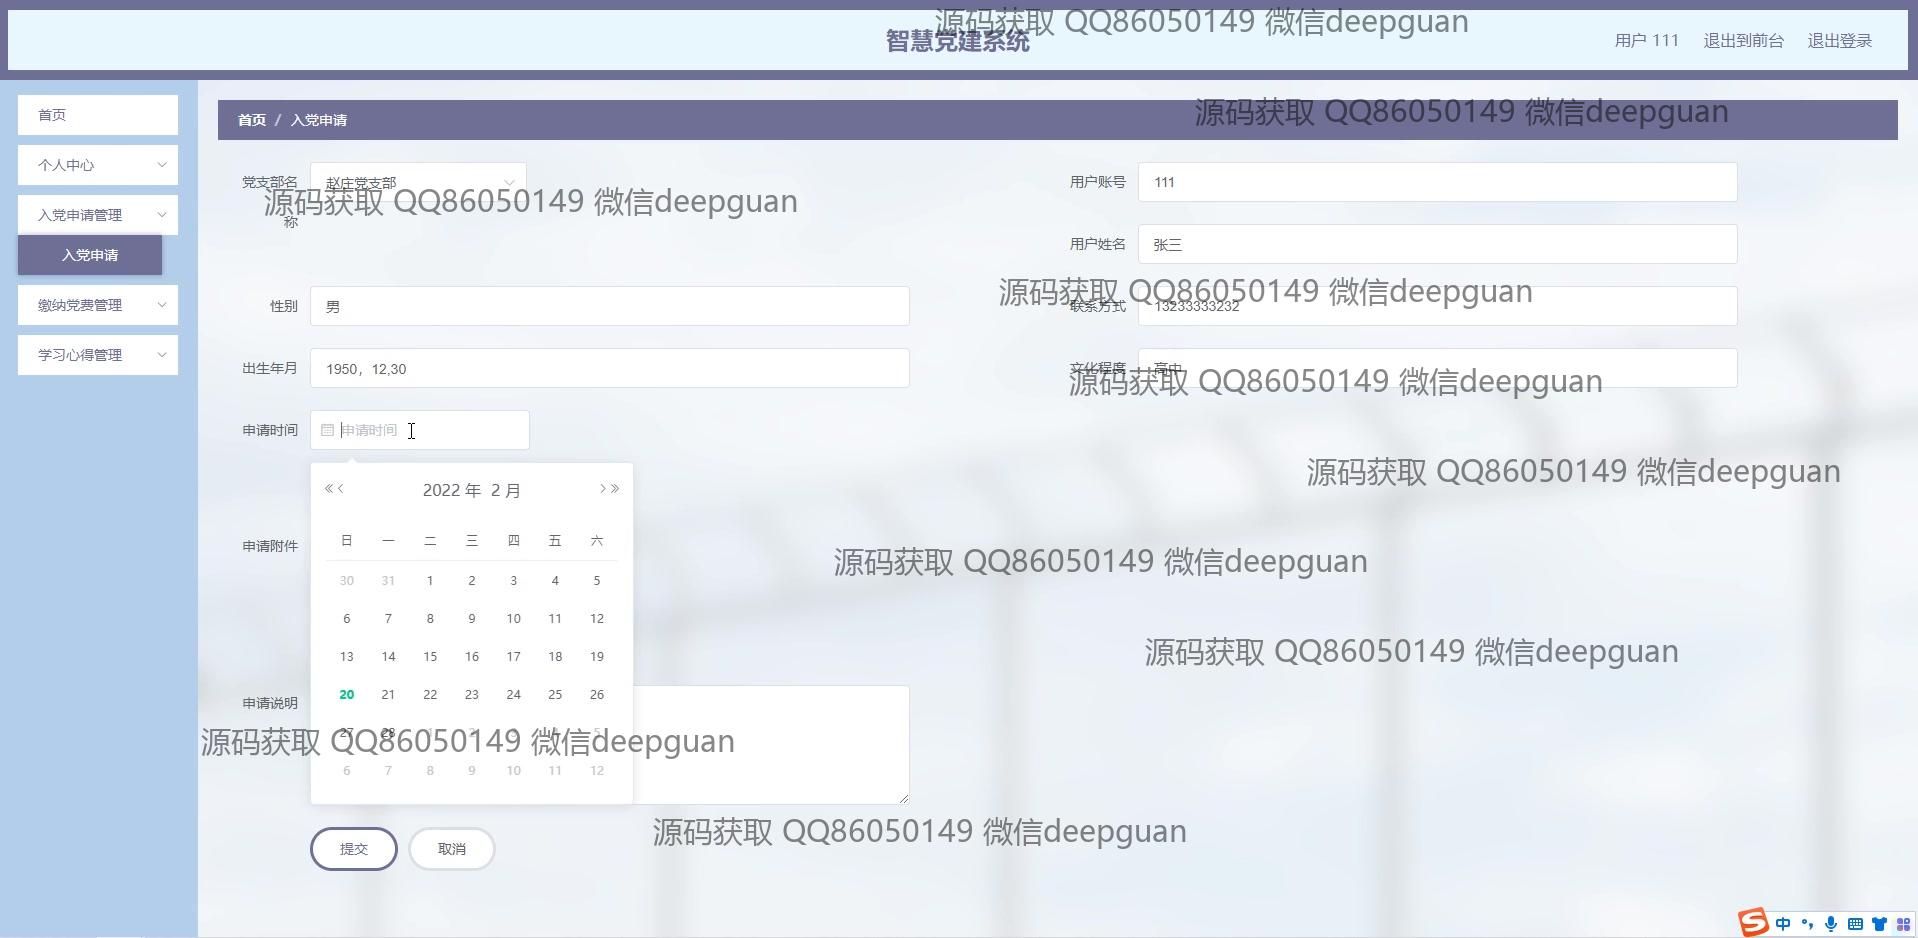 源码获取 QQ86050149 微信deepguan
智慧党建系统
用户 111
退出到前台
退出登录
首页
个人中心
入党申请管理
入党申请
缴纳党费管理
学习心得管理
首页 / 入党申请
源码获取 QQ86050149 微信deepguan
党支部名
称
赵庄党支部
用户账号
111
源码获取 QQ86050149 微信deepguan
用户姓名
张三
源码获取 QQ86050149 微信deepguan
性别
男
联系方式
13233333232
出生年月
1950，12,30
文化程度
高中
源码获取 QQ86050149 微信deepguan
申请时间
申请时间
源码获取 QQ86050149 微信deepguan
« ‹ 2022 年 2 月 › »
日 一 二 三 四 五 六
30 31 1 2 3 4 5
6 7 8 9 10 11 12
13 14 15 16 17 18 19
20 21 22 23 24 25 26
27 28 1 2 3 4 5
6 7 8 9 10 11 12
申请附件
源码获取 QQ86050149 微信deepguan
源码获取 QQ86050149 微信deepguan
申请说明
源码获取 QQ86050149 微信deepguan
源码获取 QQ86050149 微信deepguan
提交
取消
S 中